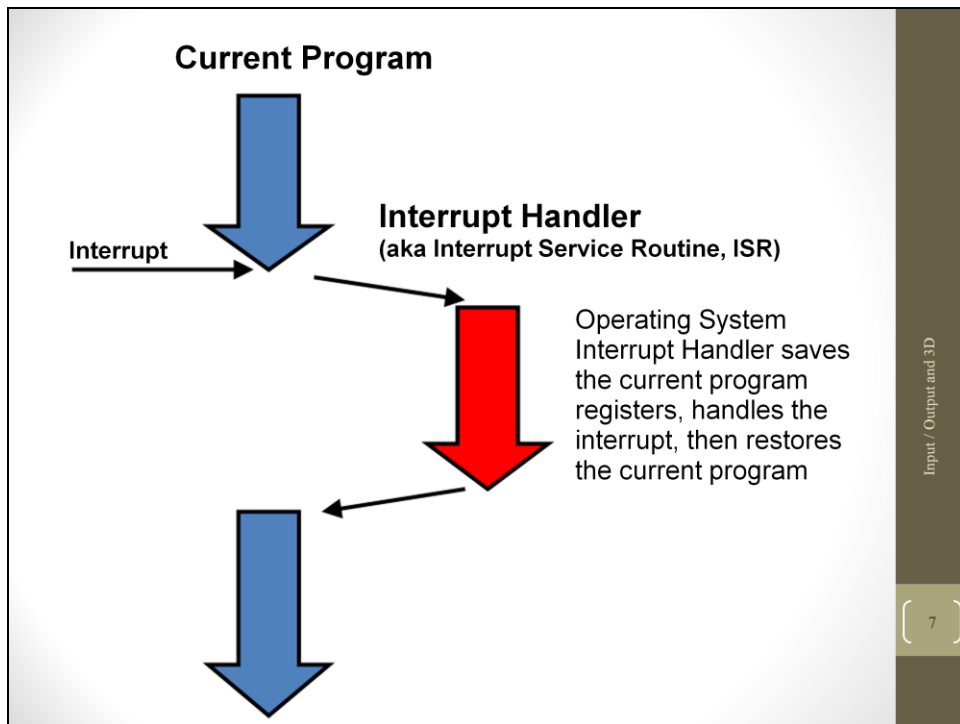 Current Program
Interrupt Handler
(aka Interrupt Service Routine, ISR)
Interrupt
Operating System
Interrupt Handler saves
the current program
registers, handles the
interrupt, then restores
the current program
Input / Output and 3D
7